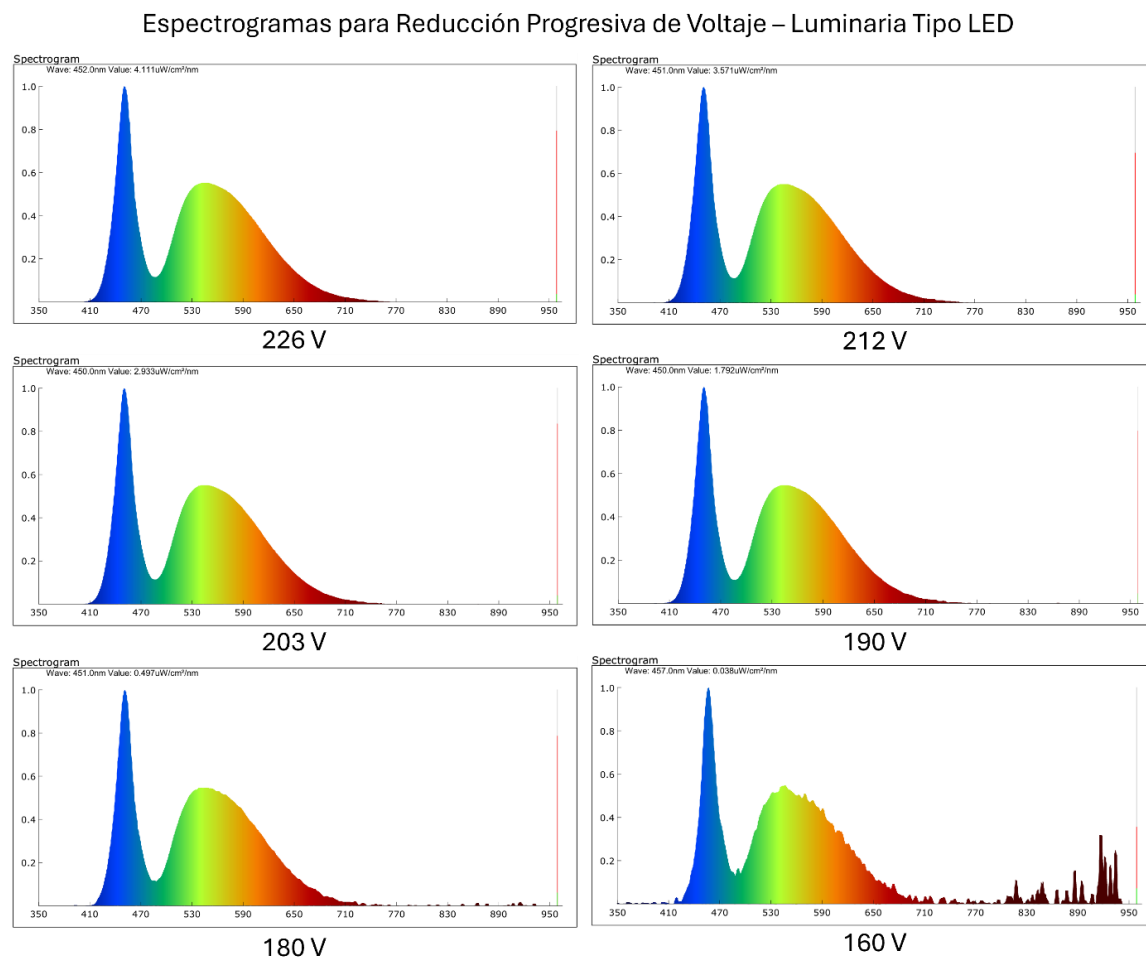 Espectrogramas para Reducción Progresiva de Voltaje – Luminaria Tipo LED
Spectrogram
Wave: 452.0nm Value: 4.111uW/cm²/nm
1.0
0.8
0.6
0.4
0.2
350 410 470 530 590 650 710 770 830 890 950
226 V
Spectrogram
Wave: 451.0nm Value: 3.571uW/cm²/nm
1.0
0.8
0.6
0.4
0.2
350 410 470 530 590 650 710 770 830 890 950
212 V
Spectrogram
Wave: 450.0nm Value: 2.933uW/cm²/nm
1.0
0.8
0.6
0.4
0.2
350 410 470 530 590 650 710 770 830 890 950
203 V
Spectrogram
Wave: 450.0nm Value: 1.792uW/cm²/nm
1.0
0.8
0.6
0.4
0.2
350 410 470 530 590 650 710 770 830 890 950
190 V
Spectrogram
Wave: 451.0nm Value: 0.497uW/cm²/nm
1.0
0.8
0.6
0.4
0.2
350 410 470 530 590 650 710 770 830 890 950
180 V
Spectrogram
Wave: 457.0nm Value: 0.038uW/cm²/nm
1.0
0.8
0.6
0.4
0.2
350 410 470 530 590 650 710 770 830 890 950
160 V